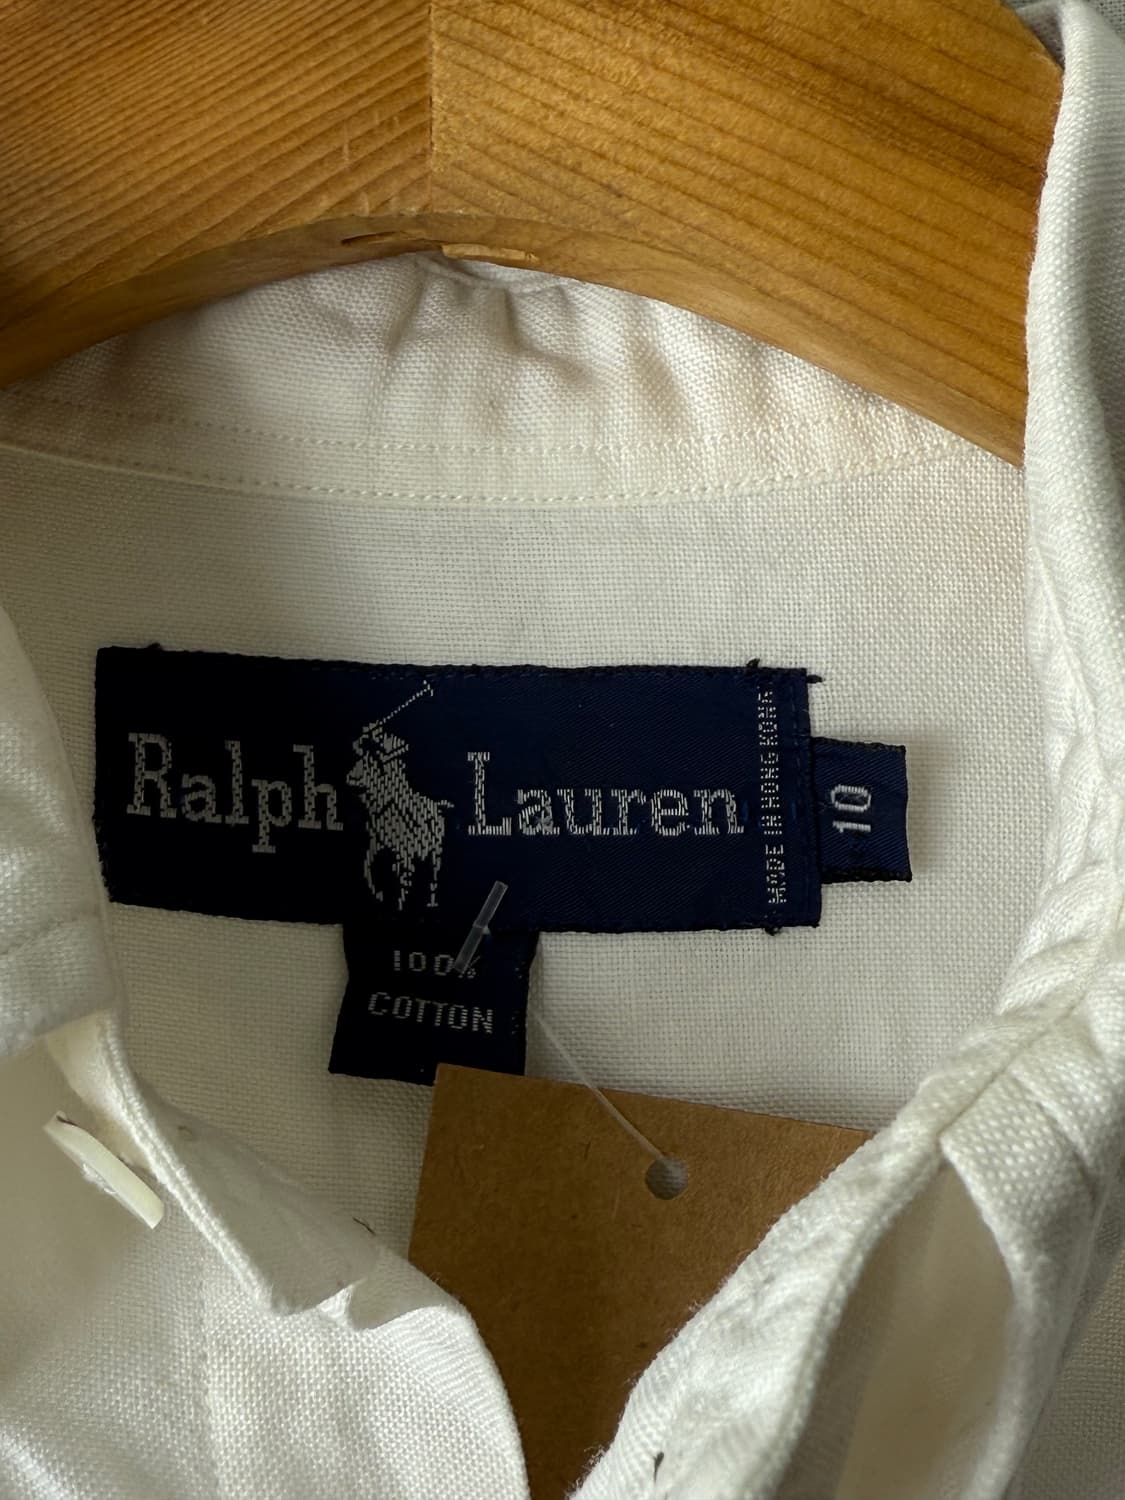 Ralph Lauren
MADE IN HONG KONG
10
100%
COTTON